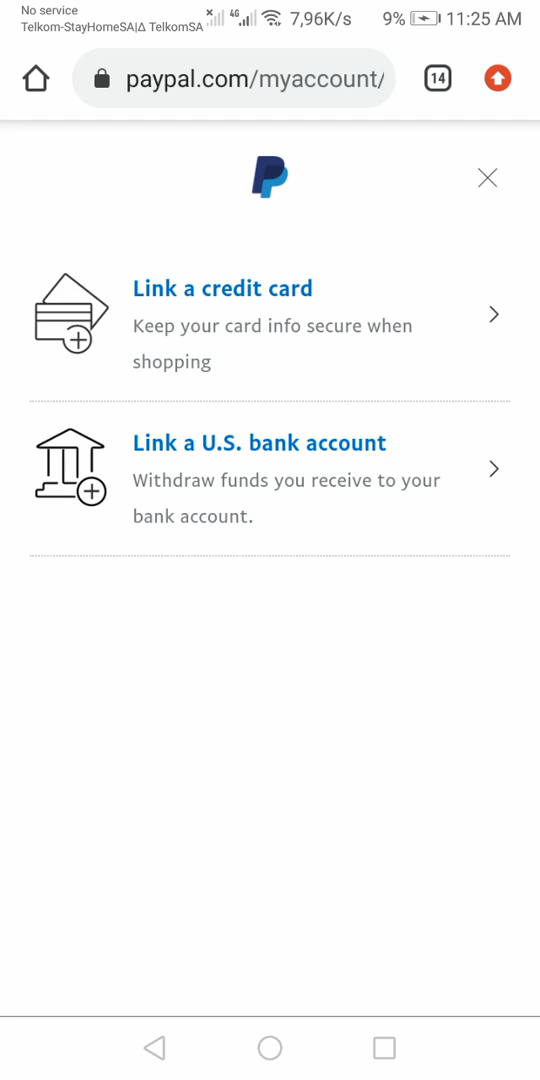 No service
Telkom-StayHomeSA|Δ TelkomSA 4G 7,96K/s 9% 11:25 AM
paypal.com/myaccount/ 14
Link a credit card
Keep your card info secure when
shopping
Link a U.S. bank account
Withdraw funds you receive to your
bank account.